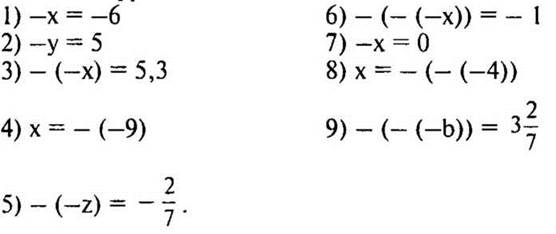 1) –x = –6
2) –y = 5
3) – (–x) = 5,3
4) x = – (–9)
5) – (–z) = – 2/7.
6) – (– (–x)) = – 1
7) –x = 0
8) x = – (– (–4))
9) – (– (–b)) = 3 2/7